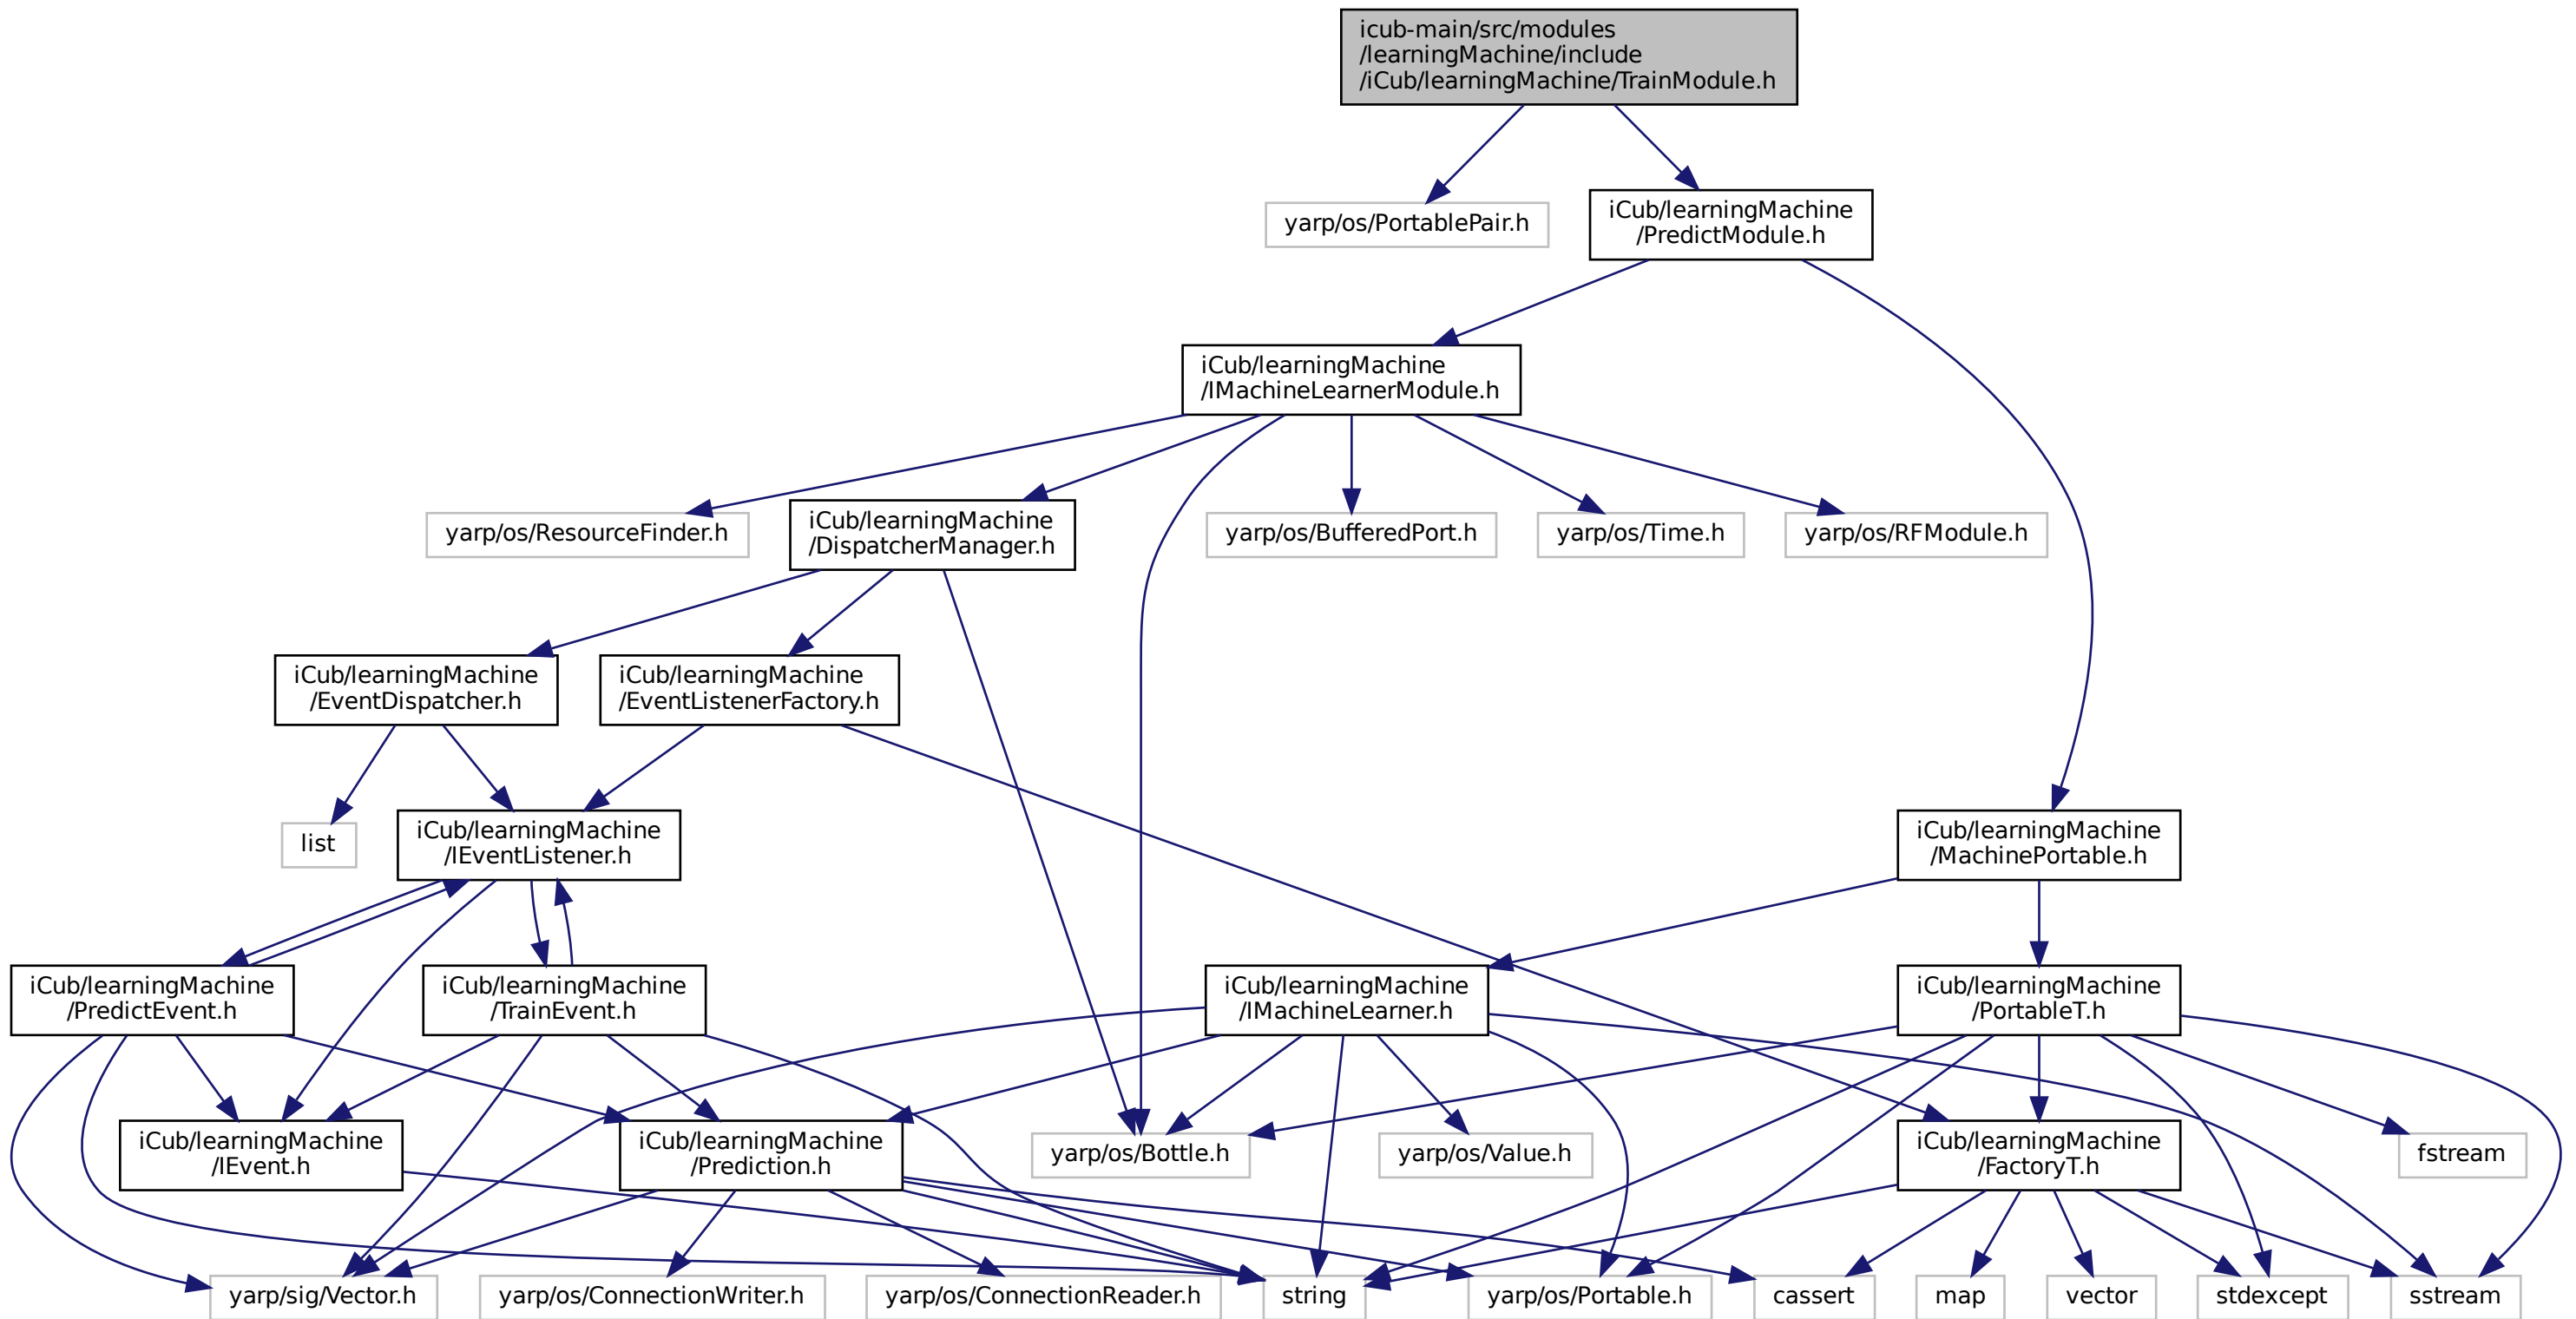 icub-main/src/modules
/learningMachine/include
/iCub/learningMachine/TrainModule.h
yarp/os/PortablePair.h
iCub/learningMachine
/PredictModule.h
iCub/learningMachine
/IMachineLearnerModule.h
yarp/os/ResourceFinder.h
iCub/learningMachine
/DispatcherManager.h
yarp/os/BufferedPort.h
yarp/os/Time.h
yarp/os/RFModule.h
iCub/learningMachine
/EventDispatcher.h
iCub/learningMachine
/EventListenerFactory.h
list
iCub/learningMachine
/IEventListener.h
iCub/learningMachine
/MachinePortable.h
iCub/learningMachine
/PredictEvent.h
iCub/learningMachine
/TrainEvent.h
iCub/learningMachine
/IMachineLearner.h
iCub/learningMachine
/PortableT.h
iCub/learningMachine
/IEvent.h
iCub/learningMachine
/Prediction.h
yarp/os/Bottle.h
yarp/os/Value.h
iCub/learningMachine
/FactoryT.h
fstream
yarp/sig/Vector.h
yarp/os/ConnectionWriter.h
yarp/os/ConnectionReader.h
string
yarp/os/Portable.h
cassert
map
vector
stdexcept
sstream